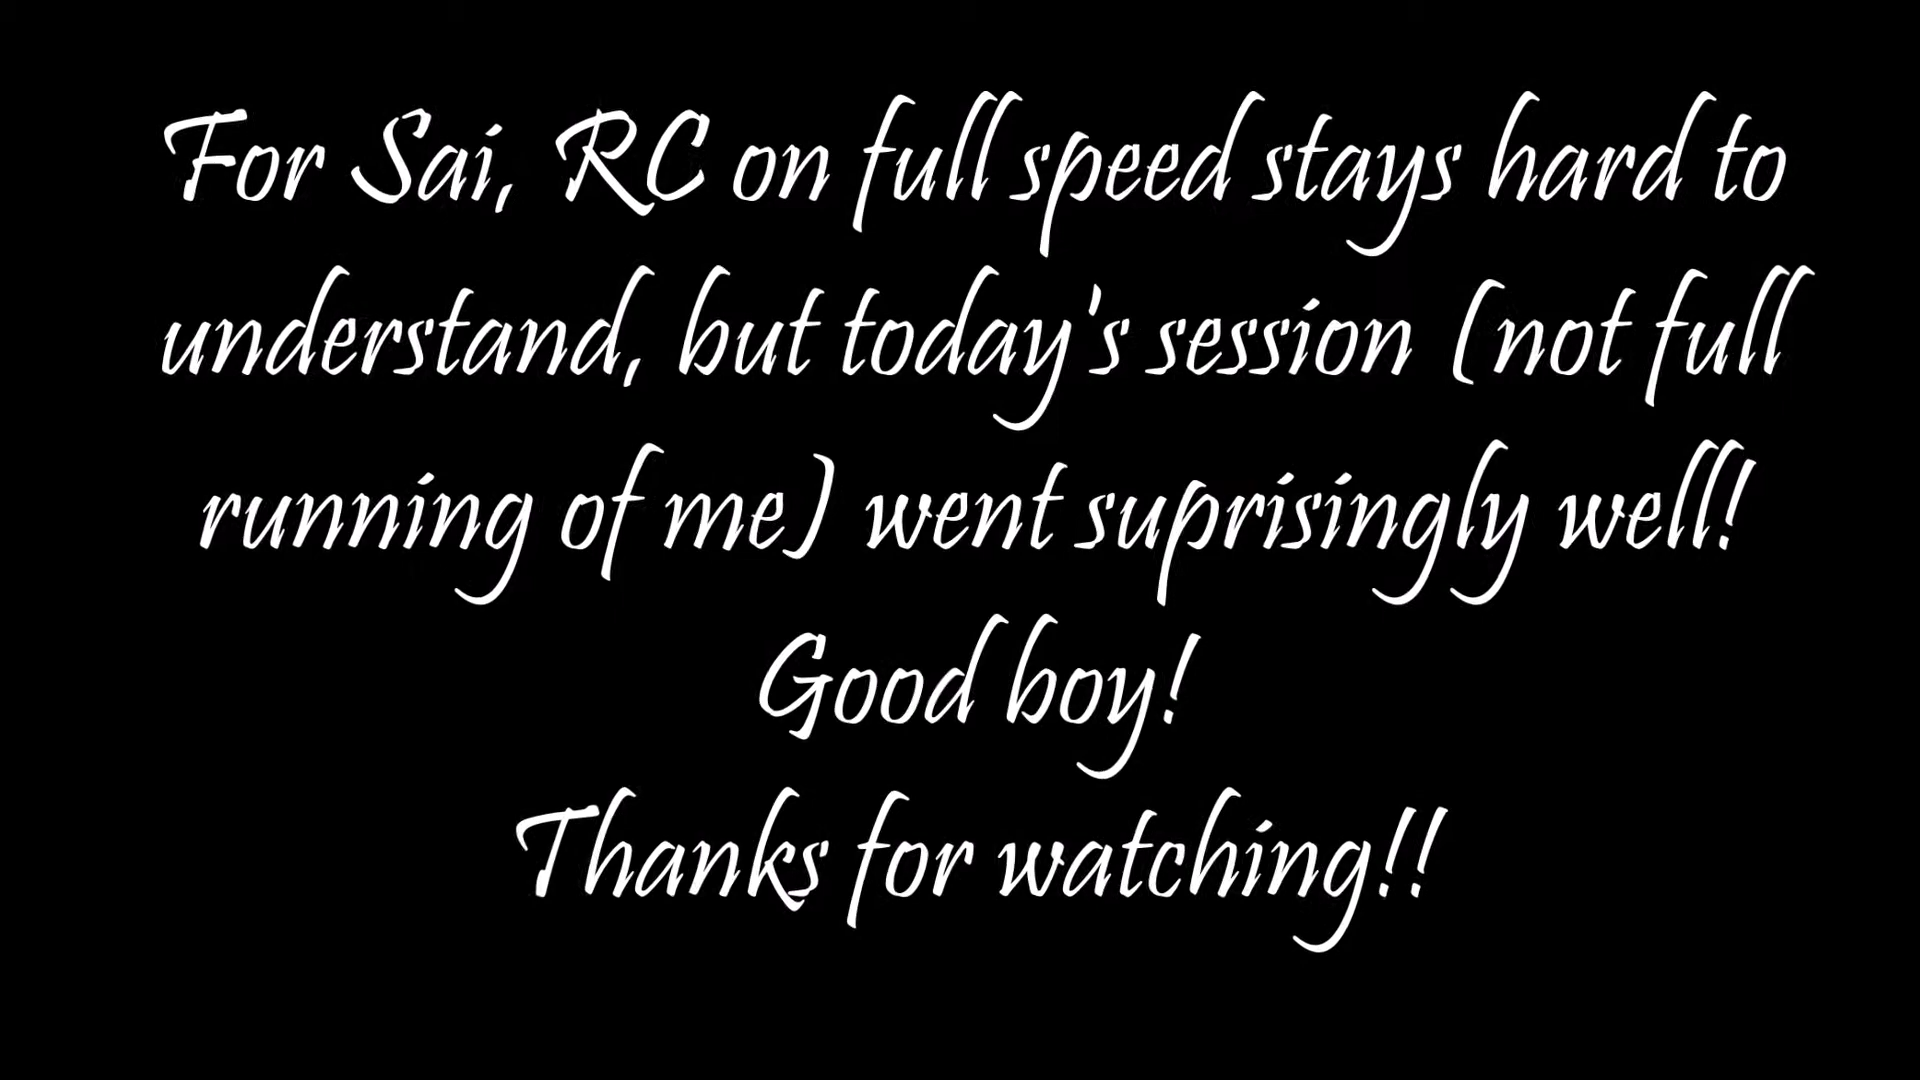 For Sai, RC on full speed stays hard to
understand, but today's session (not full
running of me) went suprisingly well!
Good boy!
Thanks for watching!!